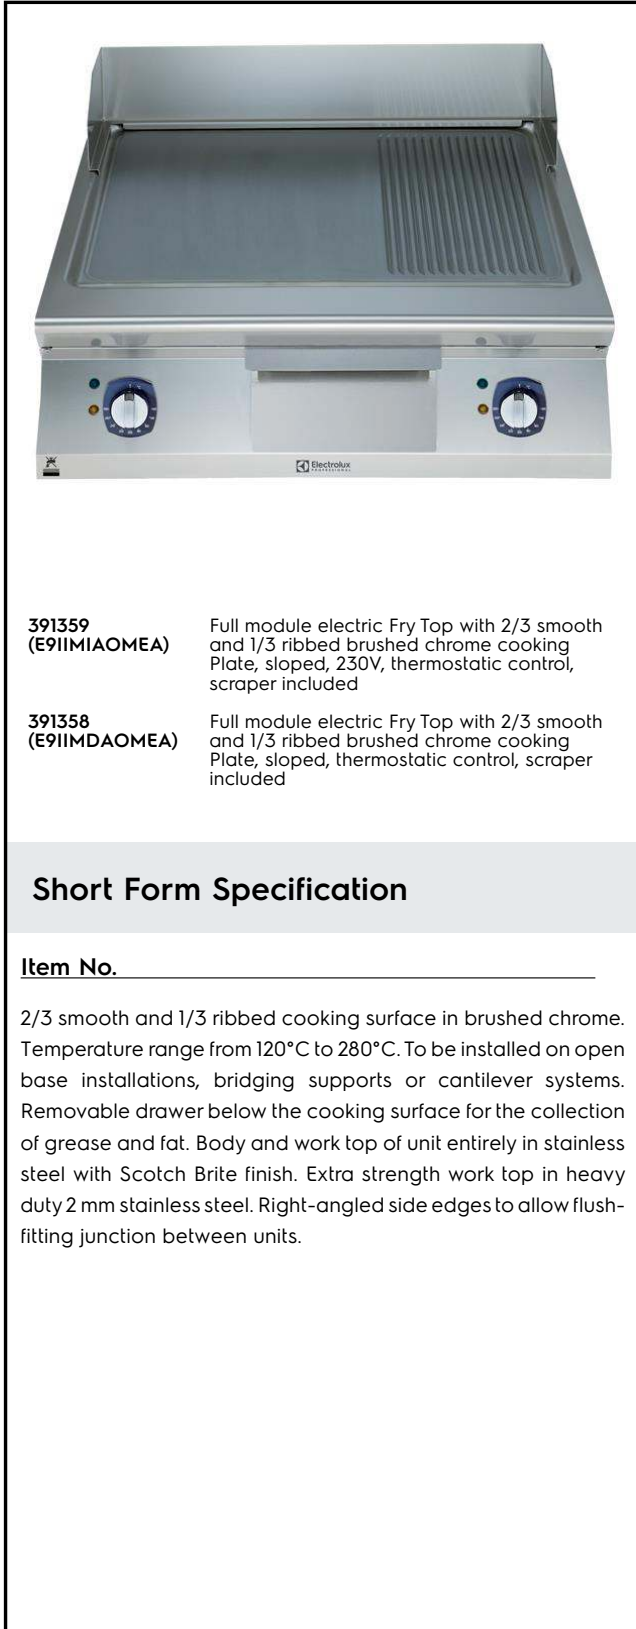 Electrolux
PROFESSIONAL
391359
(E9IIMIAOMEA)
Full module electric Fry Top with 2/3 smooth
and 1/3 ribbed brushed chrome cooking
Plate, sloped, 230V, thermostatic control,
scraper included
391358
(E9IIMDAOMEA)
Full module electric Fry Top with 2/3 smooth
and 1/3 ribbed brushed chrome cooking
Plate, sloped, thermostatic control, scraper
included
Short Form Specification
Item No.
2/3 smooth and 1/3 ribbed cooking surface in brushed chrome.
Temperature range from 120°C to 280°C. To be installed on open
base installations, bridging supports or cantilever systems.
Removable drawer below the cooking surface for the collection
of grease and fat. Body and work top of unit entirely in stainless
steel with Scotch Brite finish. Extra strength work top in heavy
duty 2 mm stainless steel. Right-angled side edges to allow flush-
fitting junction between units.